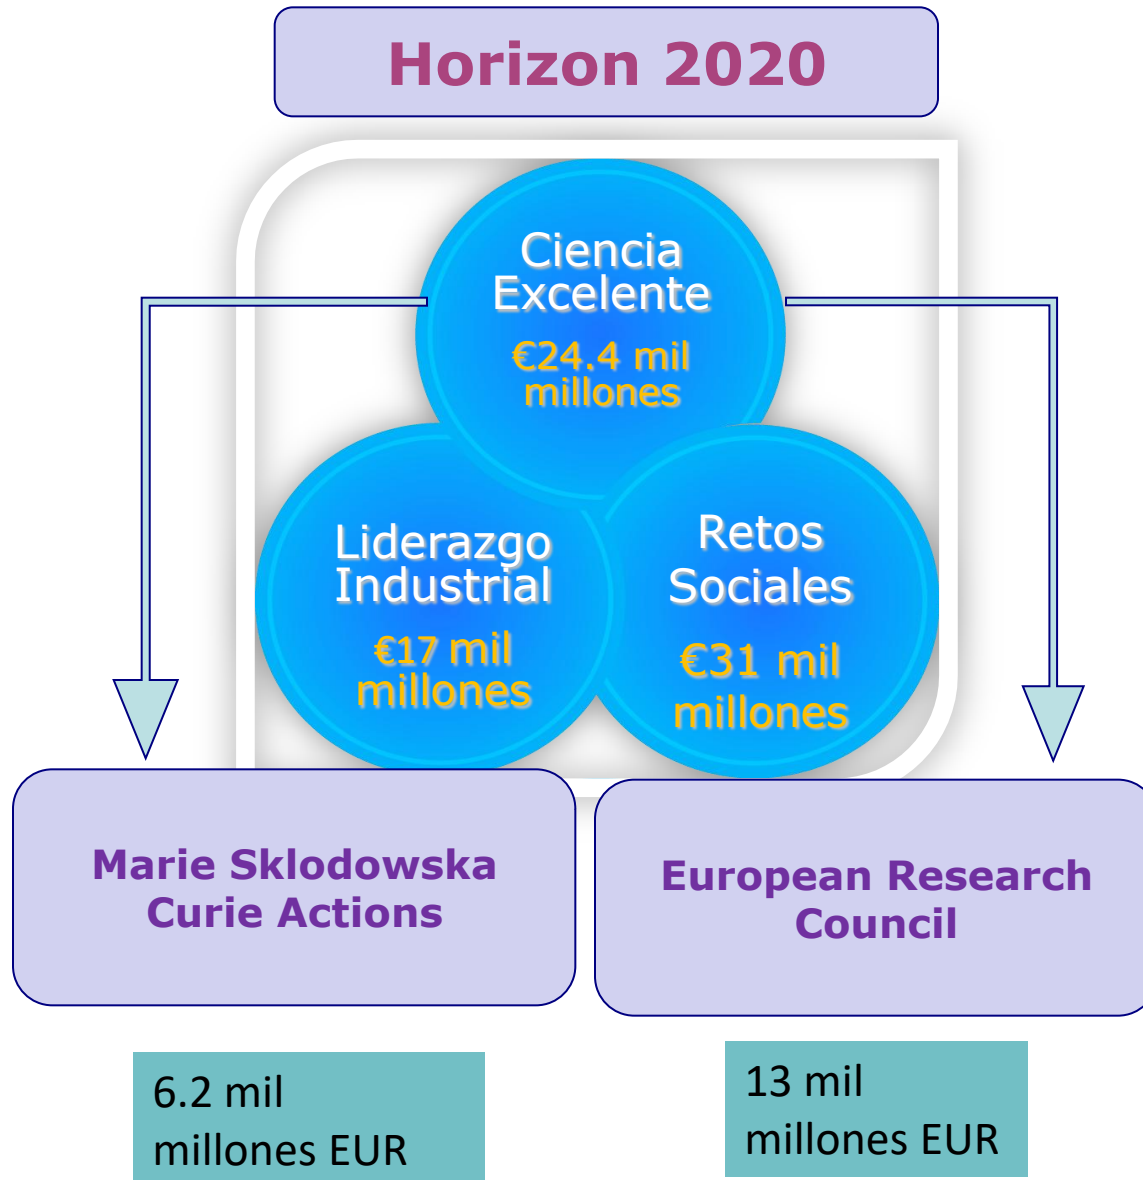 Horizon 2020
Ciencia
Excelente
€24.4 mil
millones
Liderazgo
Industrial
€17 mil
millones
Retos
Sociales
€31 mil
millones
Marie Sklodowska
Curie Actions
European Research
Council
6.2 mil
millones EUR
13 mil
millones EUR